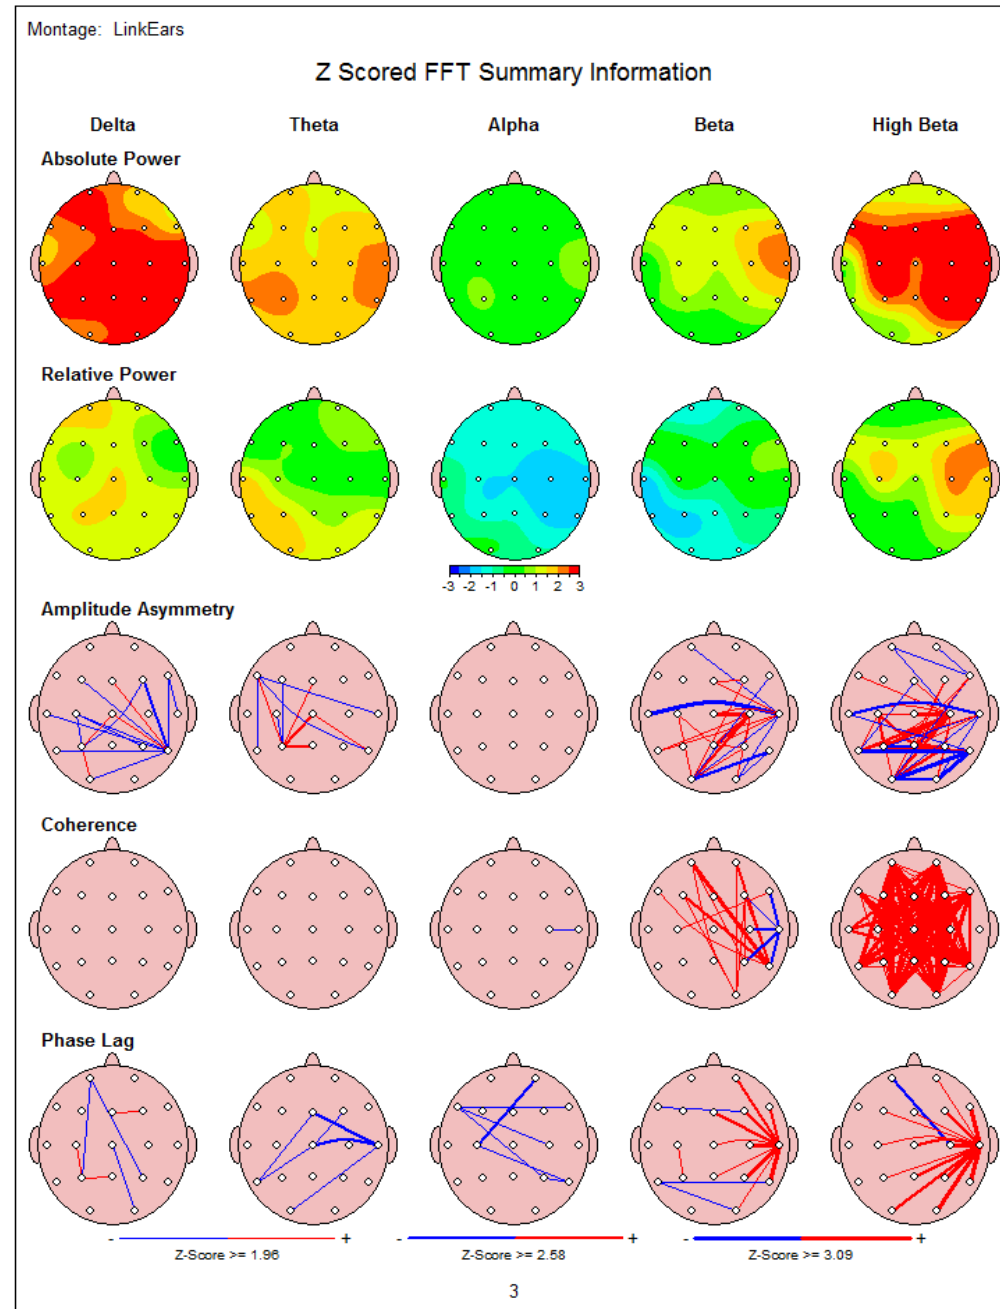 Montage: LinkEars
Z Scored FFT Summary Information
Delta Theta Alpha Beta High Beta
Absolute Power
Relative Power
-3 -2 -1 0 1 2 3
Amplitude Asymmetry
Coherence
Phase Lag
- + - + - +
Z-Score >= 1.96 Z-Score >= 2.58 Z-Score >= 3.09
3